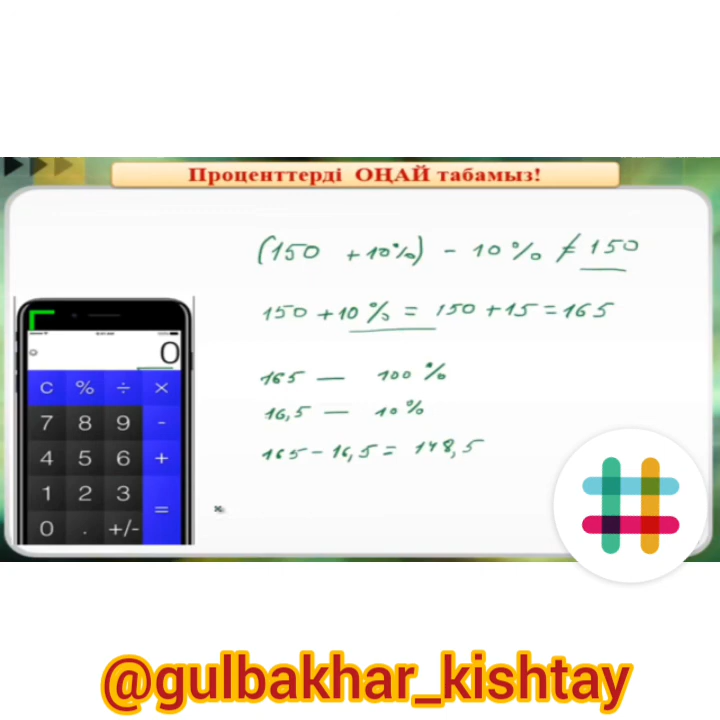 Проценттерді ОҢАЙ табамыз!
(150 + 10%) - 10% ≠ 150
150 + 10% = 150 + 15 = 165
165 — 100%
16,5 — 10%
165 - 16,5 = 148,5
0
C % ÷ ×
7 8 9 -
4 5 6 +
1 2 3
0 . +/- =
@gulbakhar_kishtay